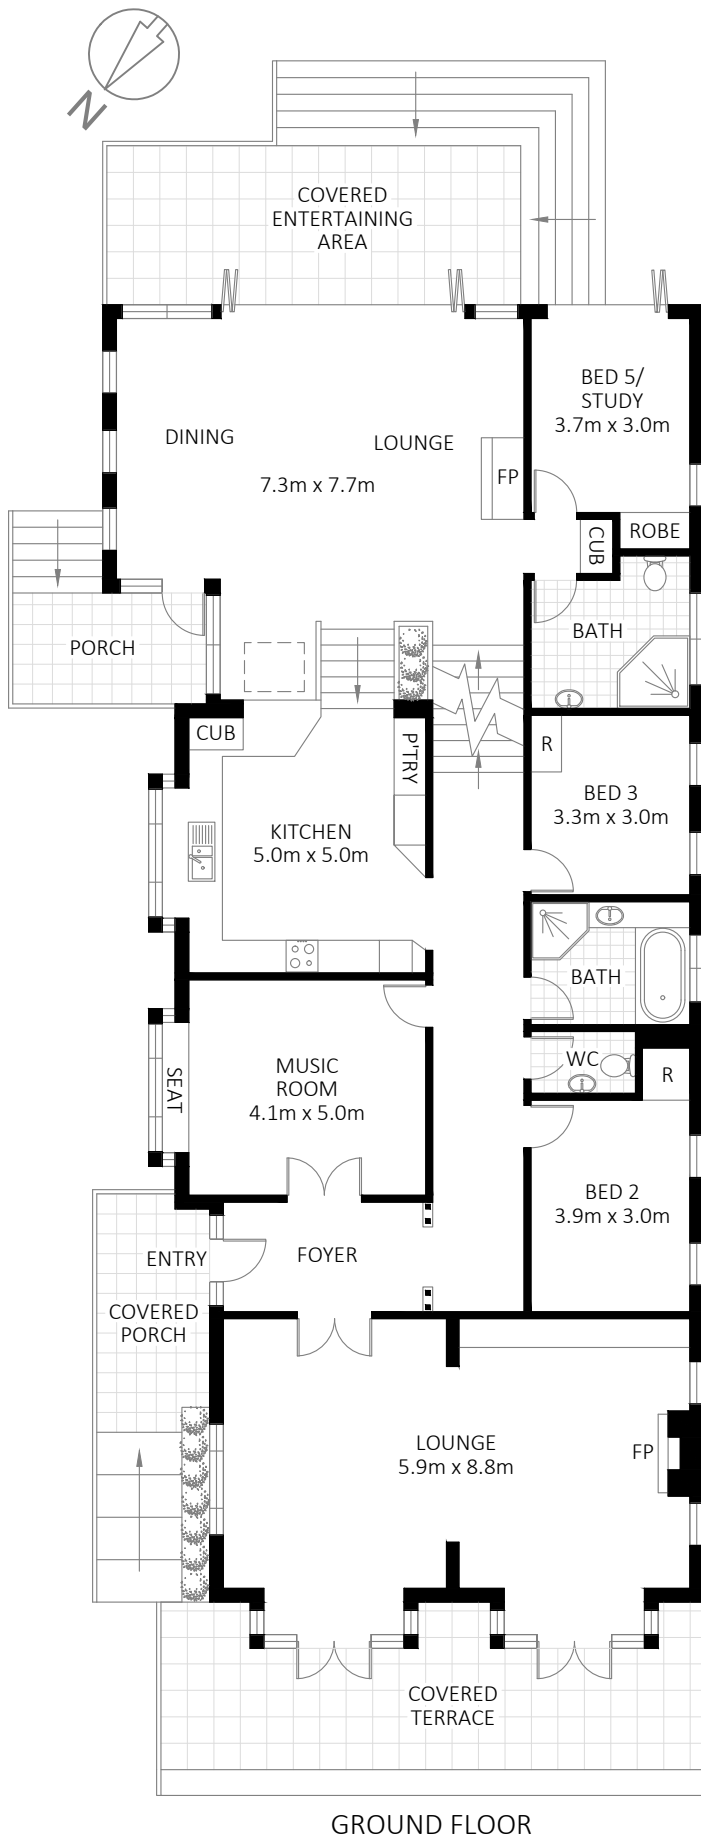 N
COVERED
ENTERTAINING
AREA
BED 5/
STUDY
3.7m x 3.0m
DINING
LOUNGE
7.3m x 7.7m
FP
CUB
ROBE
BATH
PORCH
CUB
P'TRY
R
BED 3
3.3m x 3.0m
KITCHEN
5.0m x 5.0m
BATH
WC
R
MUSIC
ROOM
4.1m x 5.0m
SEAT
BED 2
3.9m x 3.0m
ENTRY
FOYER
COVERED
PORCH
LOUNGE
5.9m x 8.8m
FP
COVERED
TERRACE
GROUND FLOOR